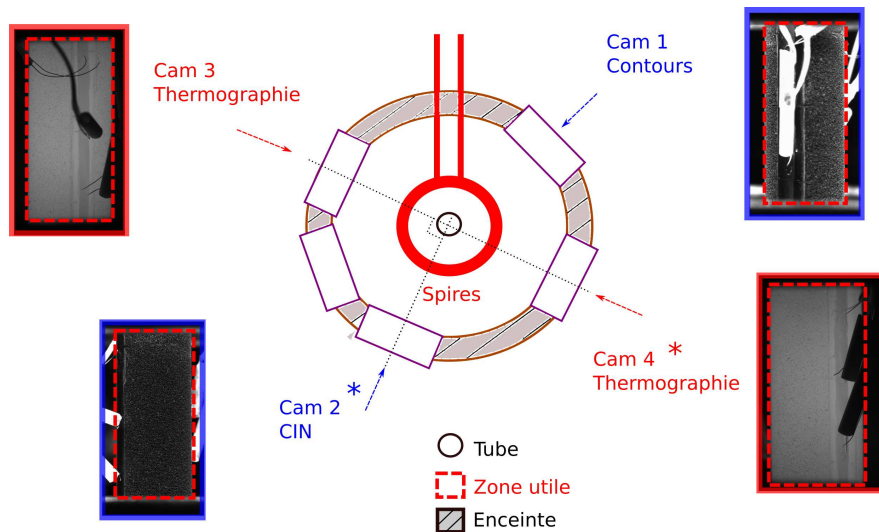 Cam 1
Contours
Cam 3
Thermographie
Spires
Cam 4 *
Thermographie
Cam 2 *
CIN
Tube
Zone utile
Enceinte